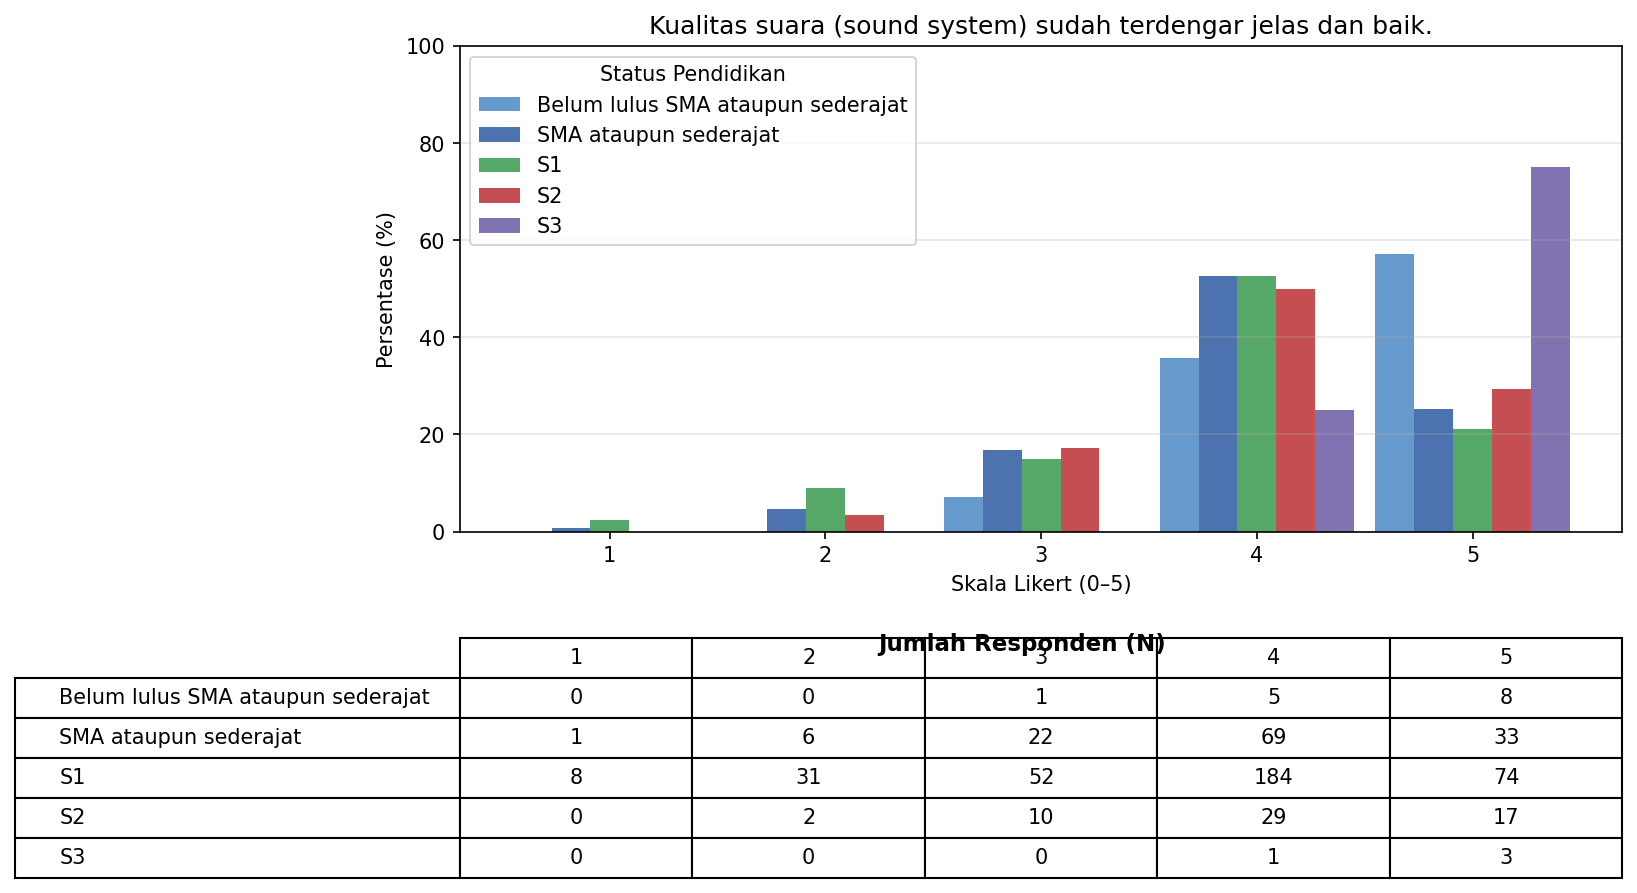 Kualitas suara (sound system) sudah terdengar jelas dan baik.
100
80
60
40
20
0
Persentase (%)
Status Pendidikan
Belum lulus SMA ataupun sederajat
SMA ataupun sederajat
S1
S2
S3
1 2 3 4 5
Skala Likert (0–5)
Jumlah Responden (N)
1 2 3 4 5
Belum lulus SMA ataupun sederajat 0 0 1 5 8
SMA ataupun sederajat 1 6 22 69 33
S1 8 31 52 184 74
S2 0 2 10 29 17
S3 0 0 0 1 3